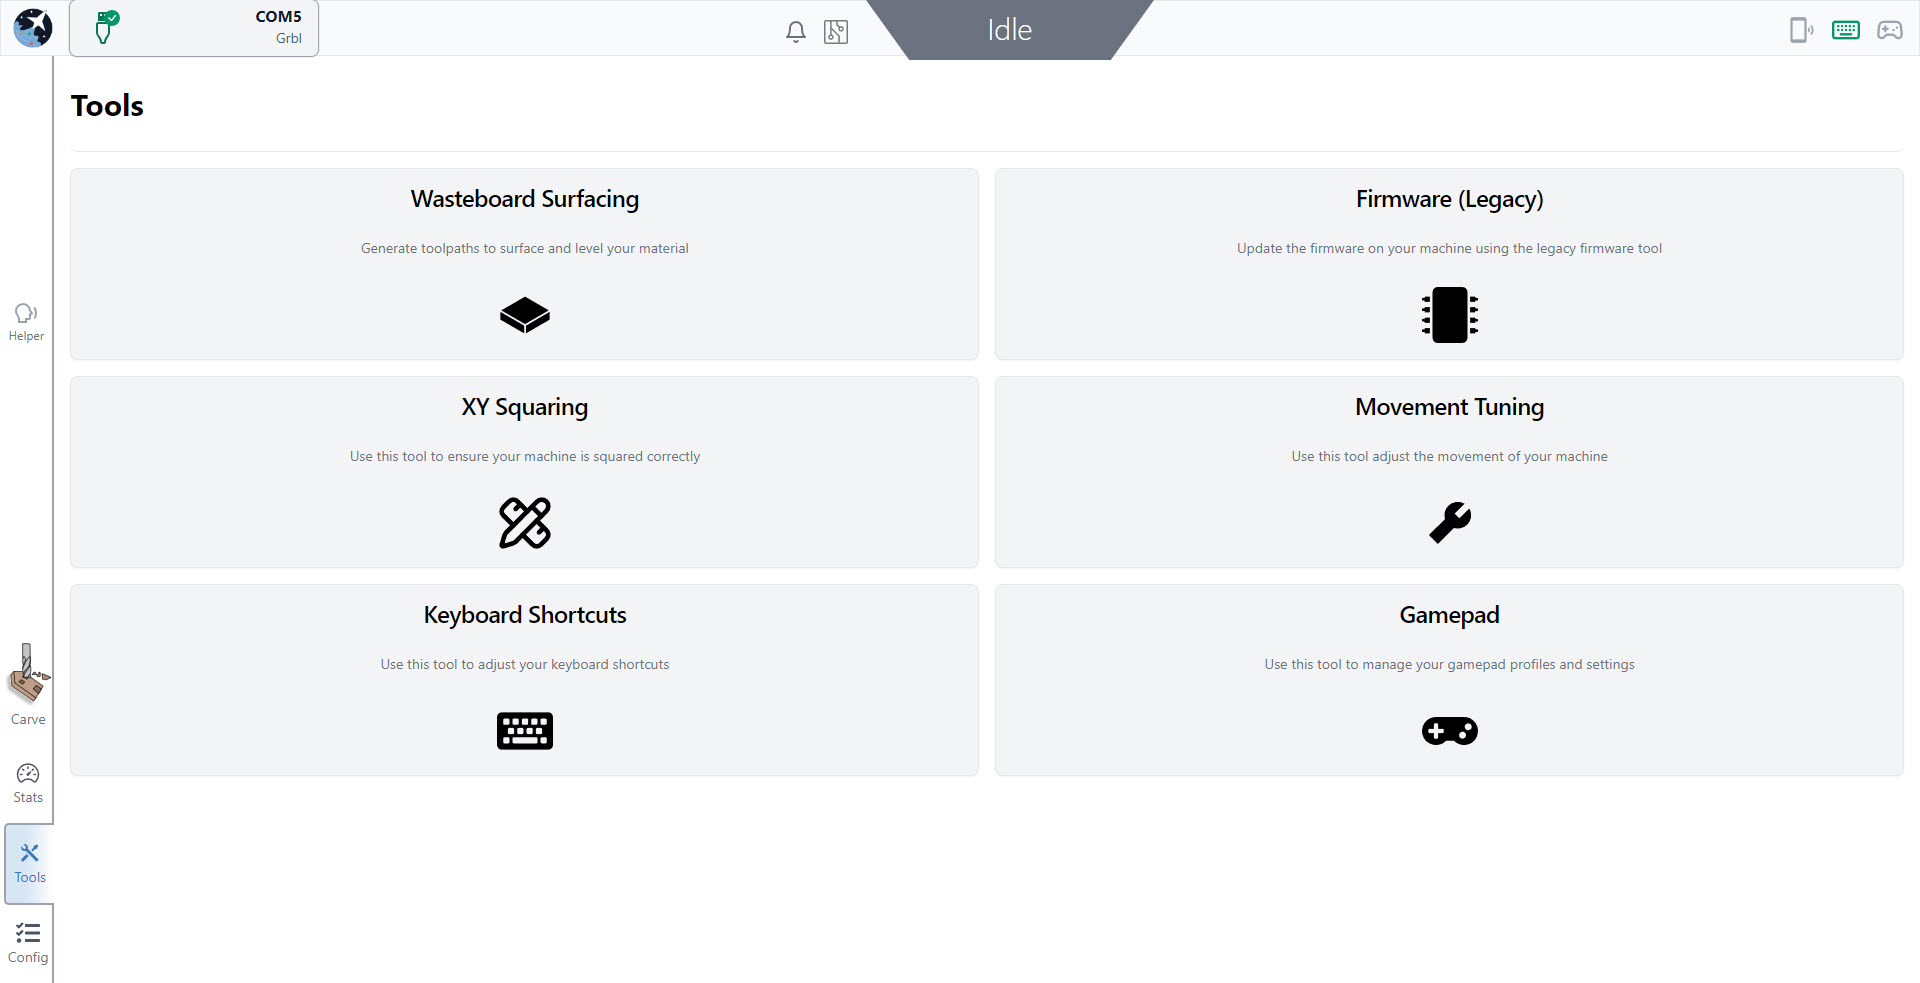 COM5
Grbl
Idle
Tools
Wasteboard Surfacing
Generate toolpaths to surface and level your material
Firmware (Legacy)
Update the firmware on your machine using the legacy firmware tool
XY Squaring
Use this tool to ensure your machine is squared correctly
Movement Tuning
Use this tool adjust the movement of your machine
Keyboard Shortcuts
Use this tool to adjust your keyboard shortcuts
Gamepad
Use this tool to manage your gamepad profiles and settings
Helper
Carve
Stats
Tools
Config